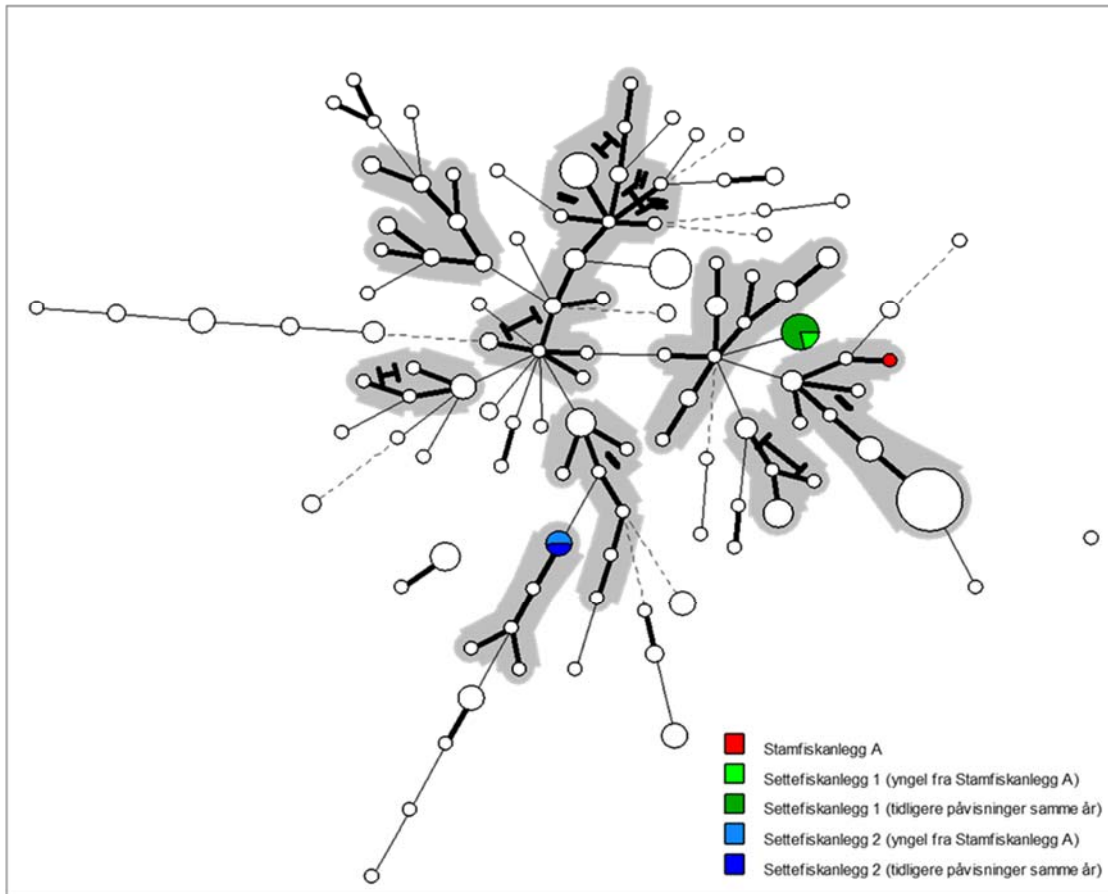 Stamfiskanlegg A
Settefiskanlegg 1 (yngel fra Stamfiskanlegg A)
Settefiskanlegg 1 (tidligere påvisninger samme år)
Settefiskanlegg 2 (yngel fra Stamfiskanlegg A)
Settefiskanlegg 2 (tidligere påvisninger samme år)